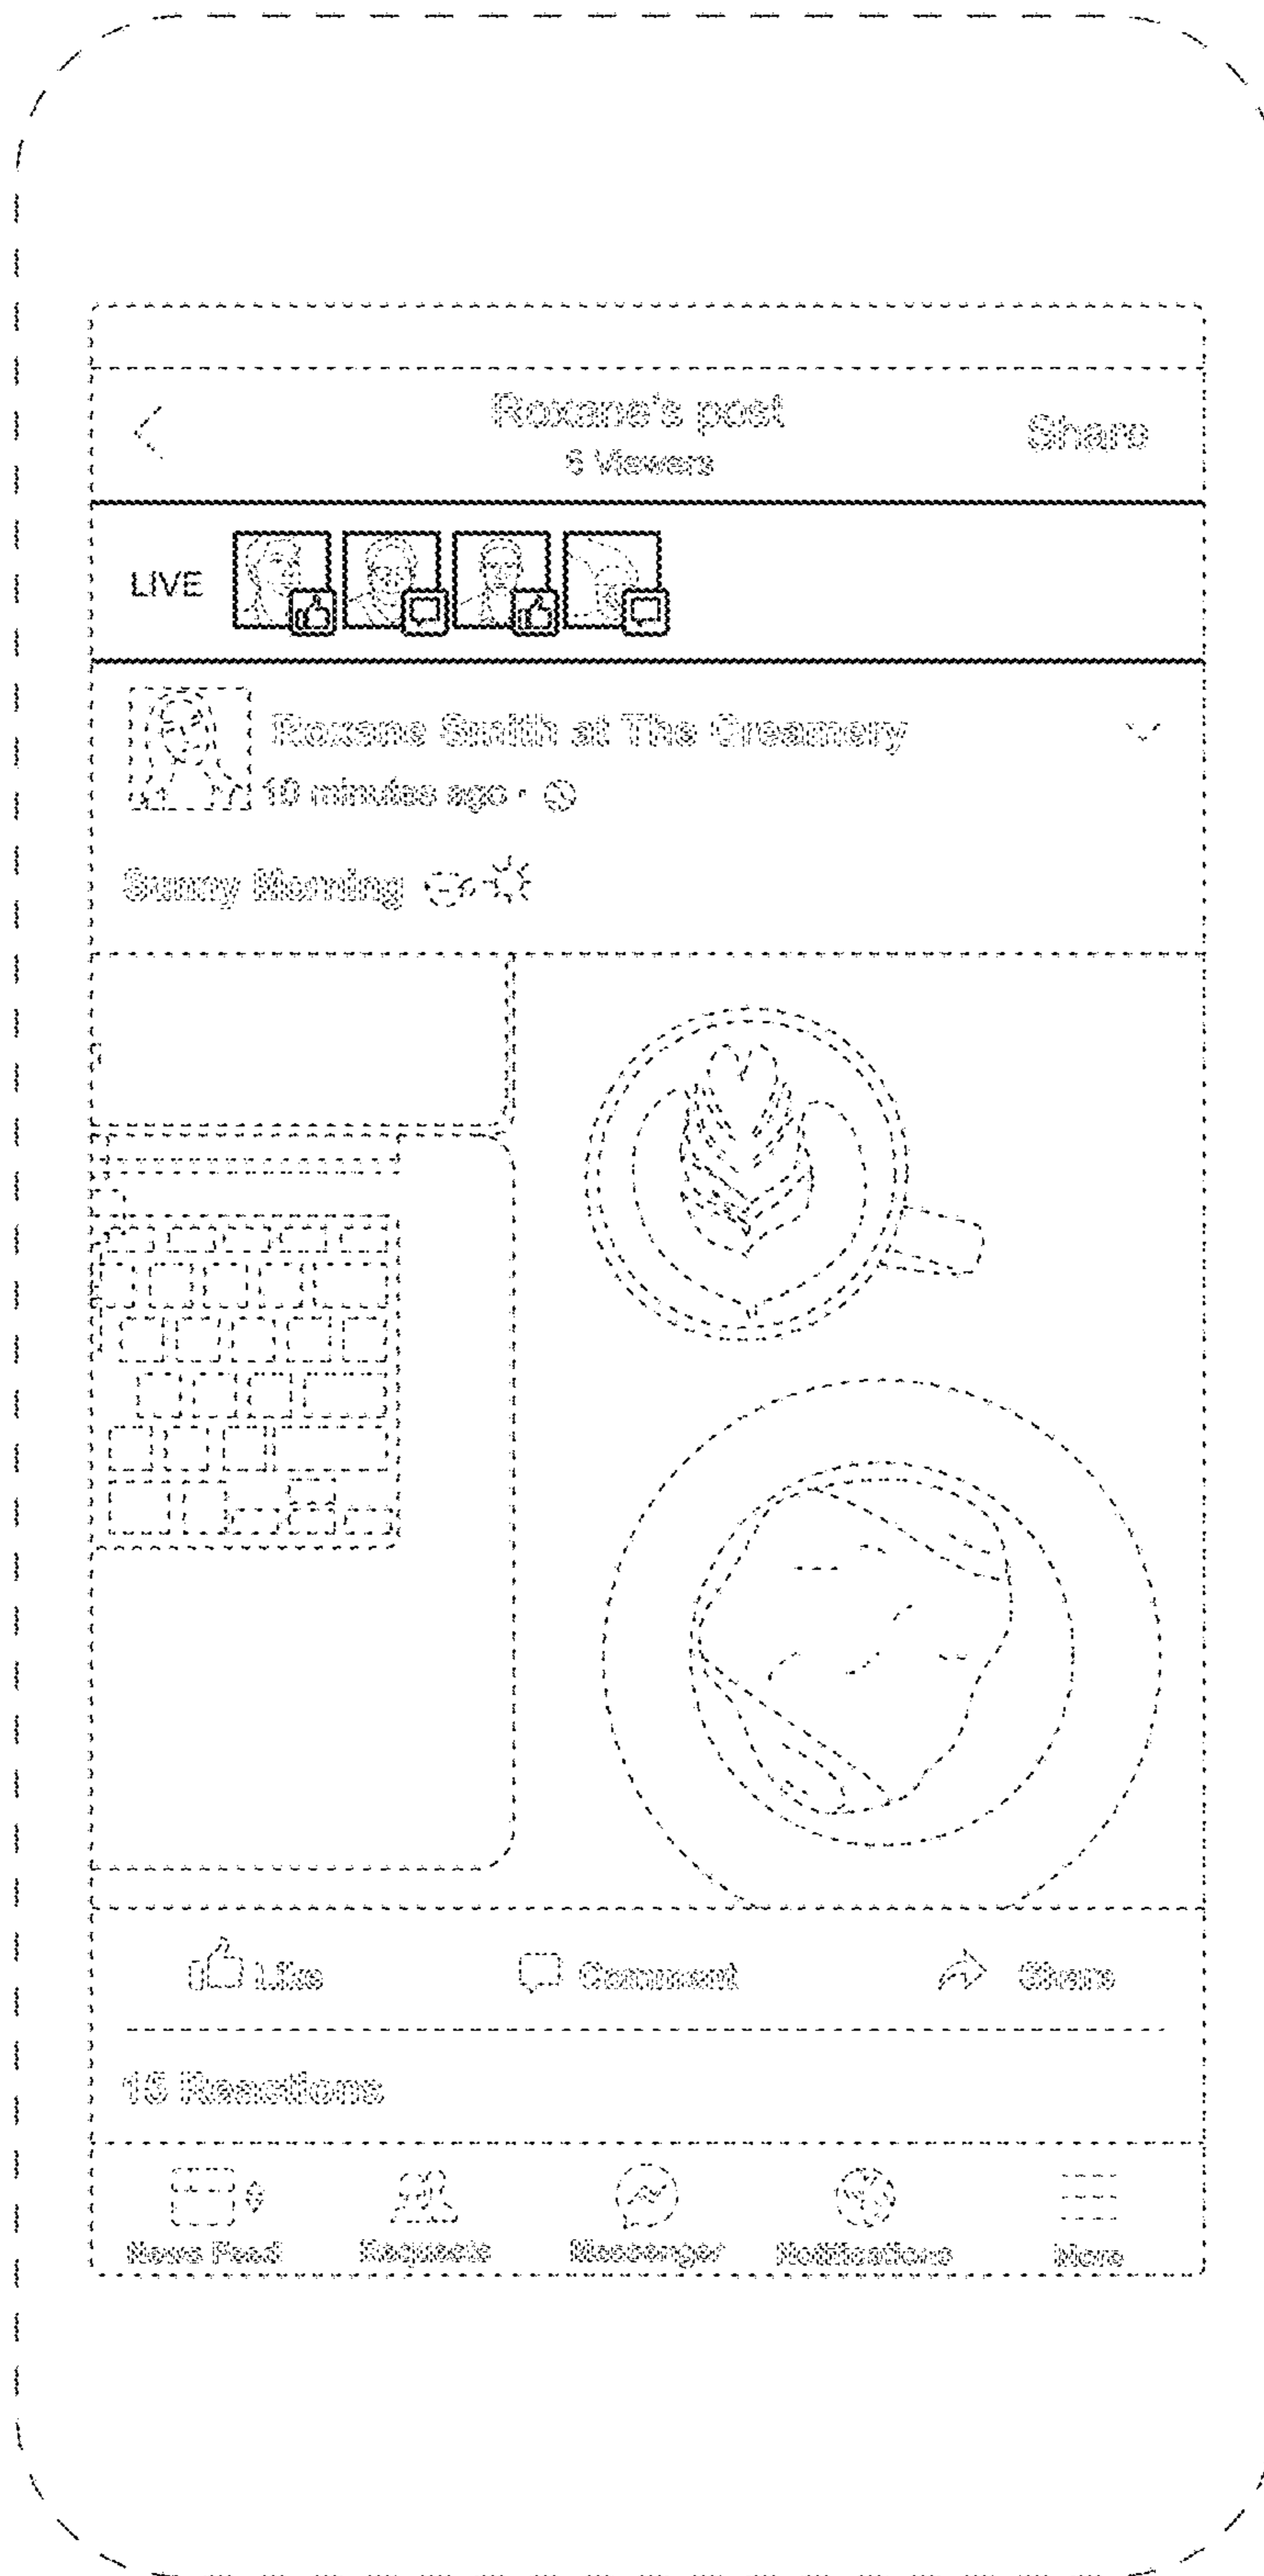 Roxane's post
Share
6 Viewers
LIVE
Roxane Smith at The Creamery
10 minutes ago ·
Sunny Morning
Like Comment Share
15 Reactions
News Feed Requests Messenger Notifications More